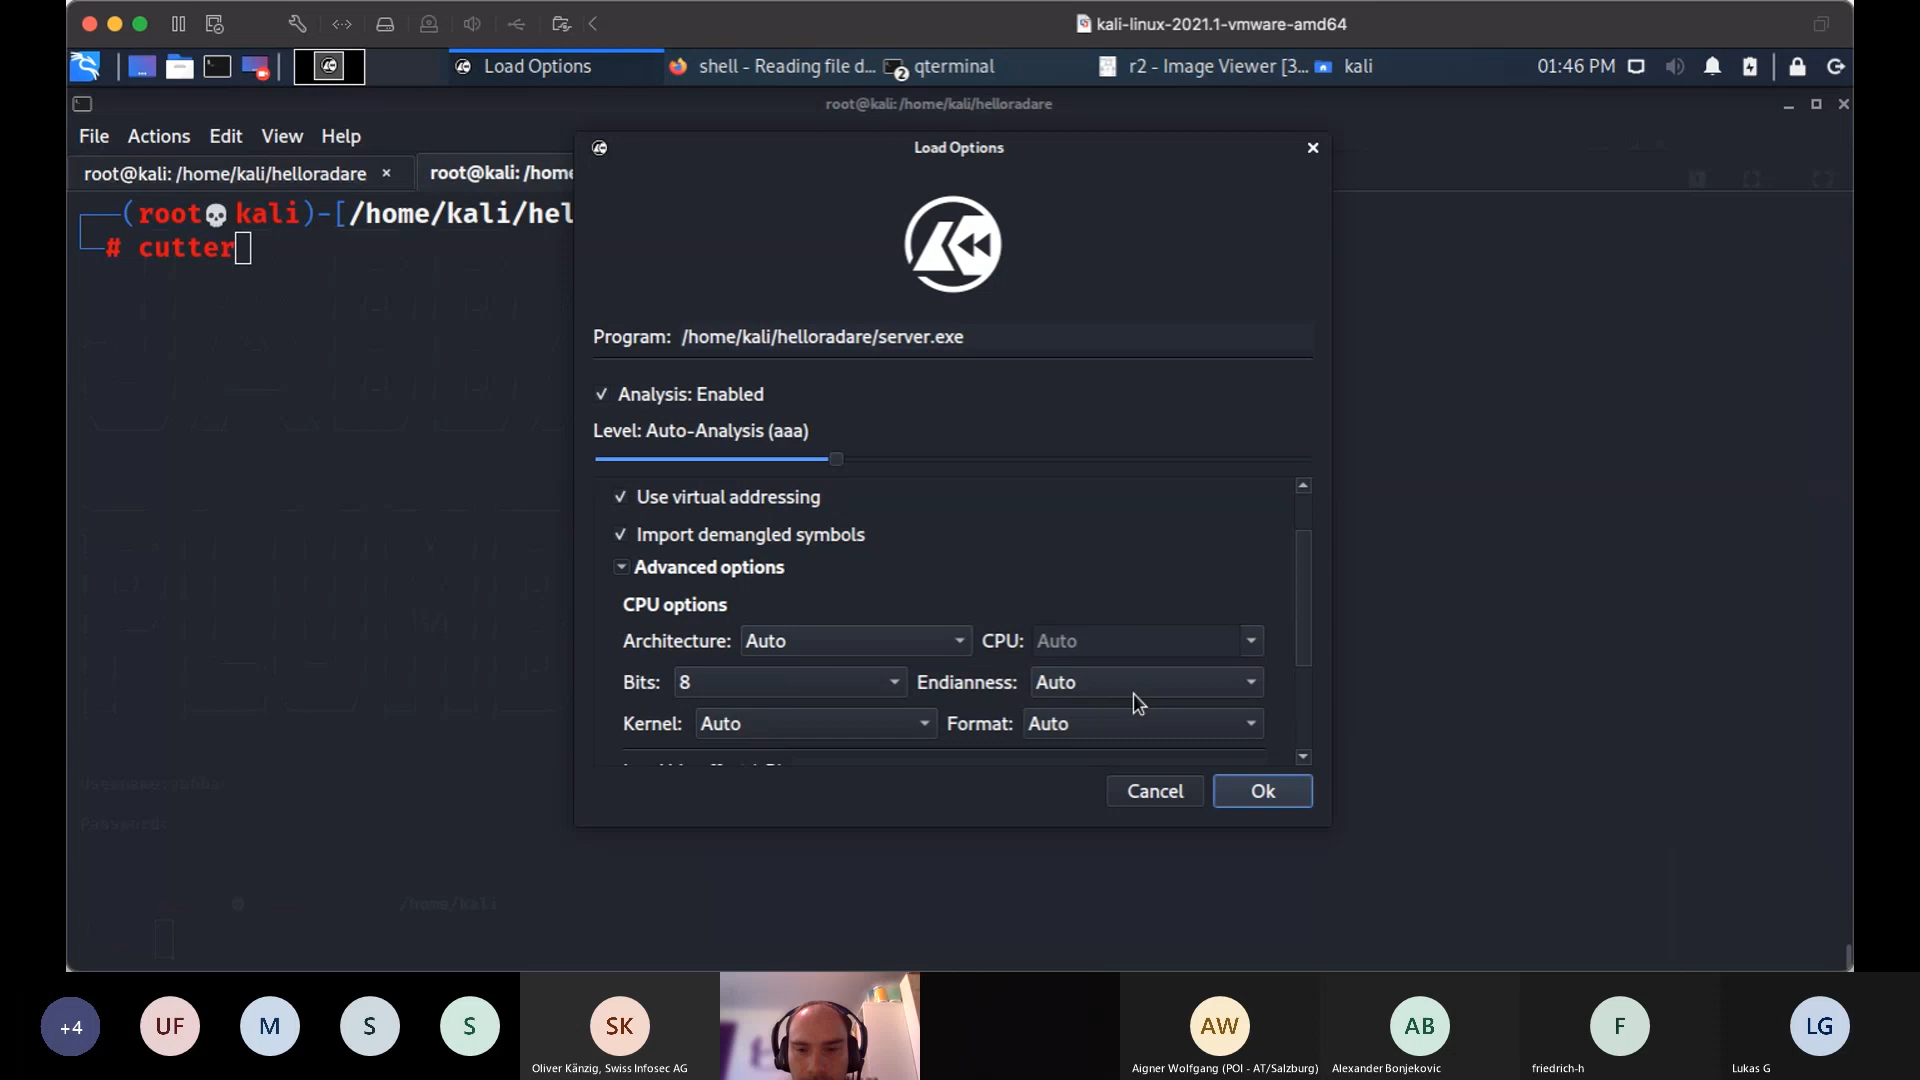 kali-linux-2021.1-vmware-amd64
Load Options
shell - Reading file d...
2
qterminal
r2 - Image Viewer [3...
kali
01:46 PM
root@kali: /home/kali/helloradare
File Actions Edit View Help
root@kali: /home/kali/helloradare
root@kali: /home
(root kali)-[/home/kali/hel
# cutter
Load Options
Program: /home/kali/helloradare/server.exe
Analysis: Enabled
Level: Auto-Analysis (aaa)
Use virtual addressing
Import demangled symbols
Advanced options
CPU options
Architecture: Auto CPU: Auto
Bits: 8 Endianness: Auto
Kernel: Auto Format: Auto
Cancel Ok
Password:
/home/kali
+4
UF
M
S
S
SK
Oliver Känzig, Swiss Infosec AG
AW
Aigner Wolfgang (POI - AT/Salzburg)
AB
Alexander Bonjekovic
F
friedrich-h
LG
Lukas G